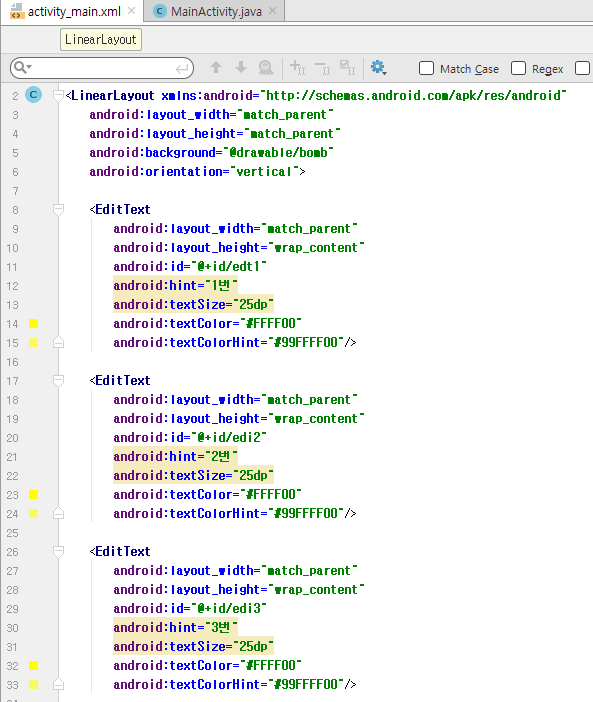 activity_main.xml
MainActivity.java
LinearLayout
Match Case
Regex
2 <LinearLayout xmlns:android="http://schemas.android.com/apk/res/android"
3 android:layout_width="match_parent"
4 android:layout_height="match_parent"
5 android:background="@drawable/bomb"
6 android:orientation="vertical">
7
8 <EditText
9 android:layout_width="match_parent"
10 android:layout_height="wrap_content"
11 android:id="@+id/edt1"
12 android:hint="1번"
13 android:textSize="25dp"
14 android:textColor="#FFFF00"
15 android:textColorHint="#99FFFF00"/>
16
17 <EditText
18 android:layout_width="match_parent"
19 android:layout_height="wrap_content"
20 android:id="@+id/edi2"
21 android:hint="2번"
22 android:textSize="25dp"
23 android:textColor="#FFFF00"
24 android:textColorHint="#99FFFF00"/>
25
26 <EditText
27 android:layout_width="match_parent"
28 android:layout_height="wrap_content"
29 android:id="@+id/edi3"
30 android:hint="3번"
31 android:textSize="25dp"
32 android:textColor="#FFFF00"
33 android:textColorHint="#99FFFF00"/>